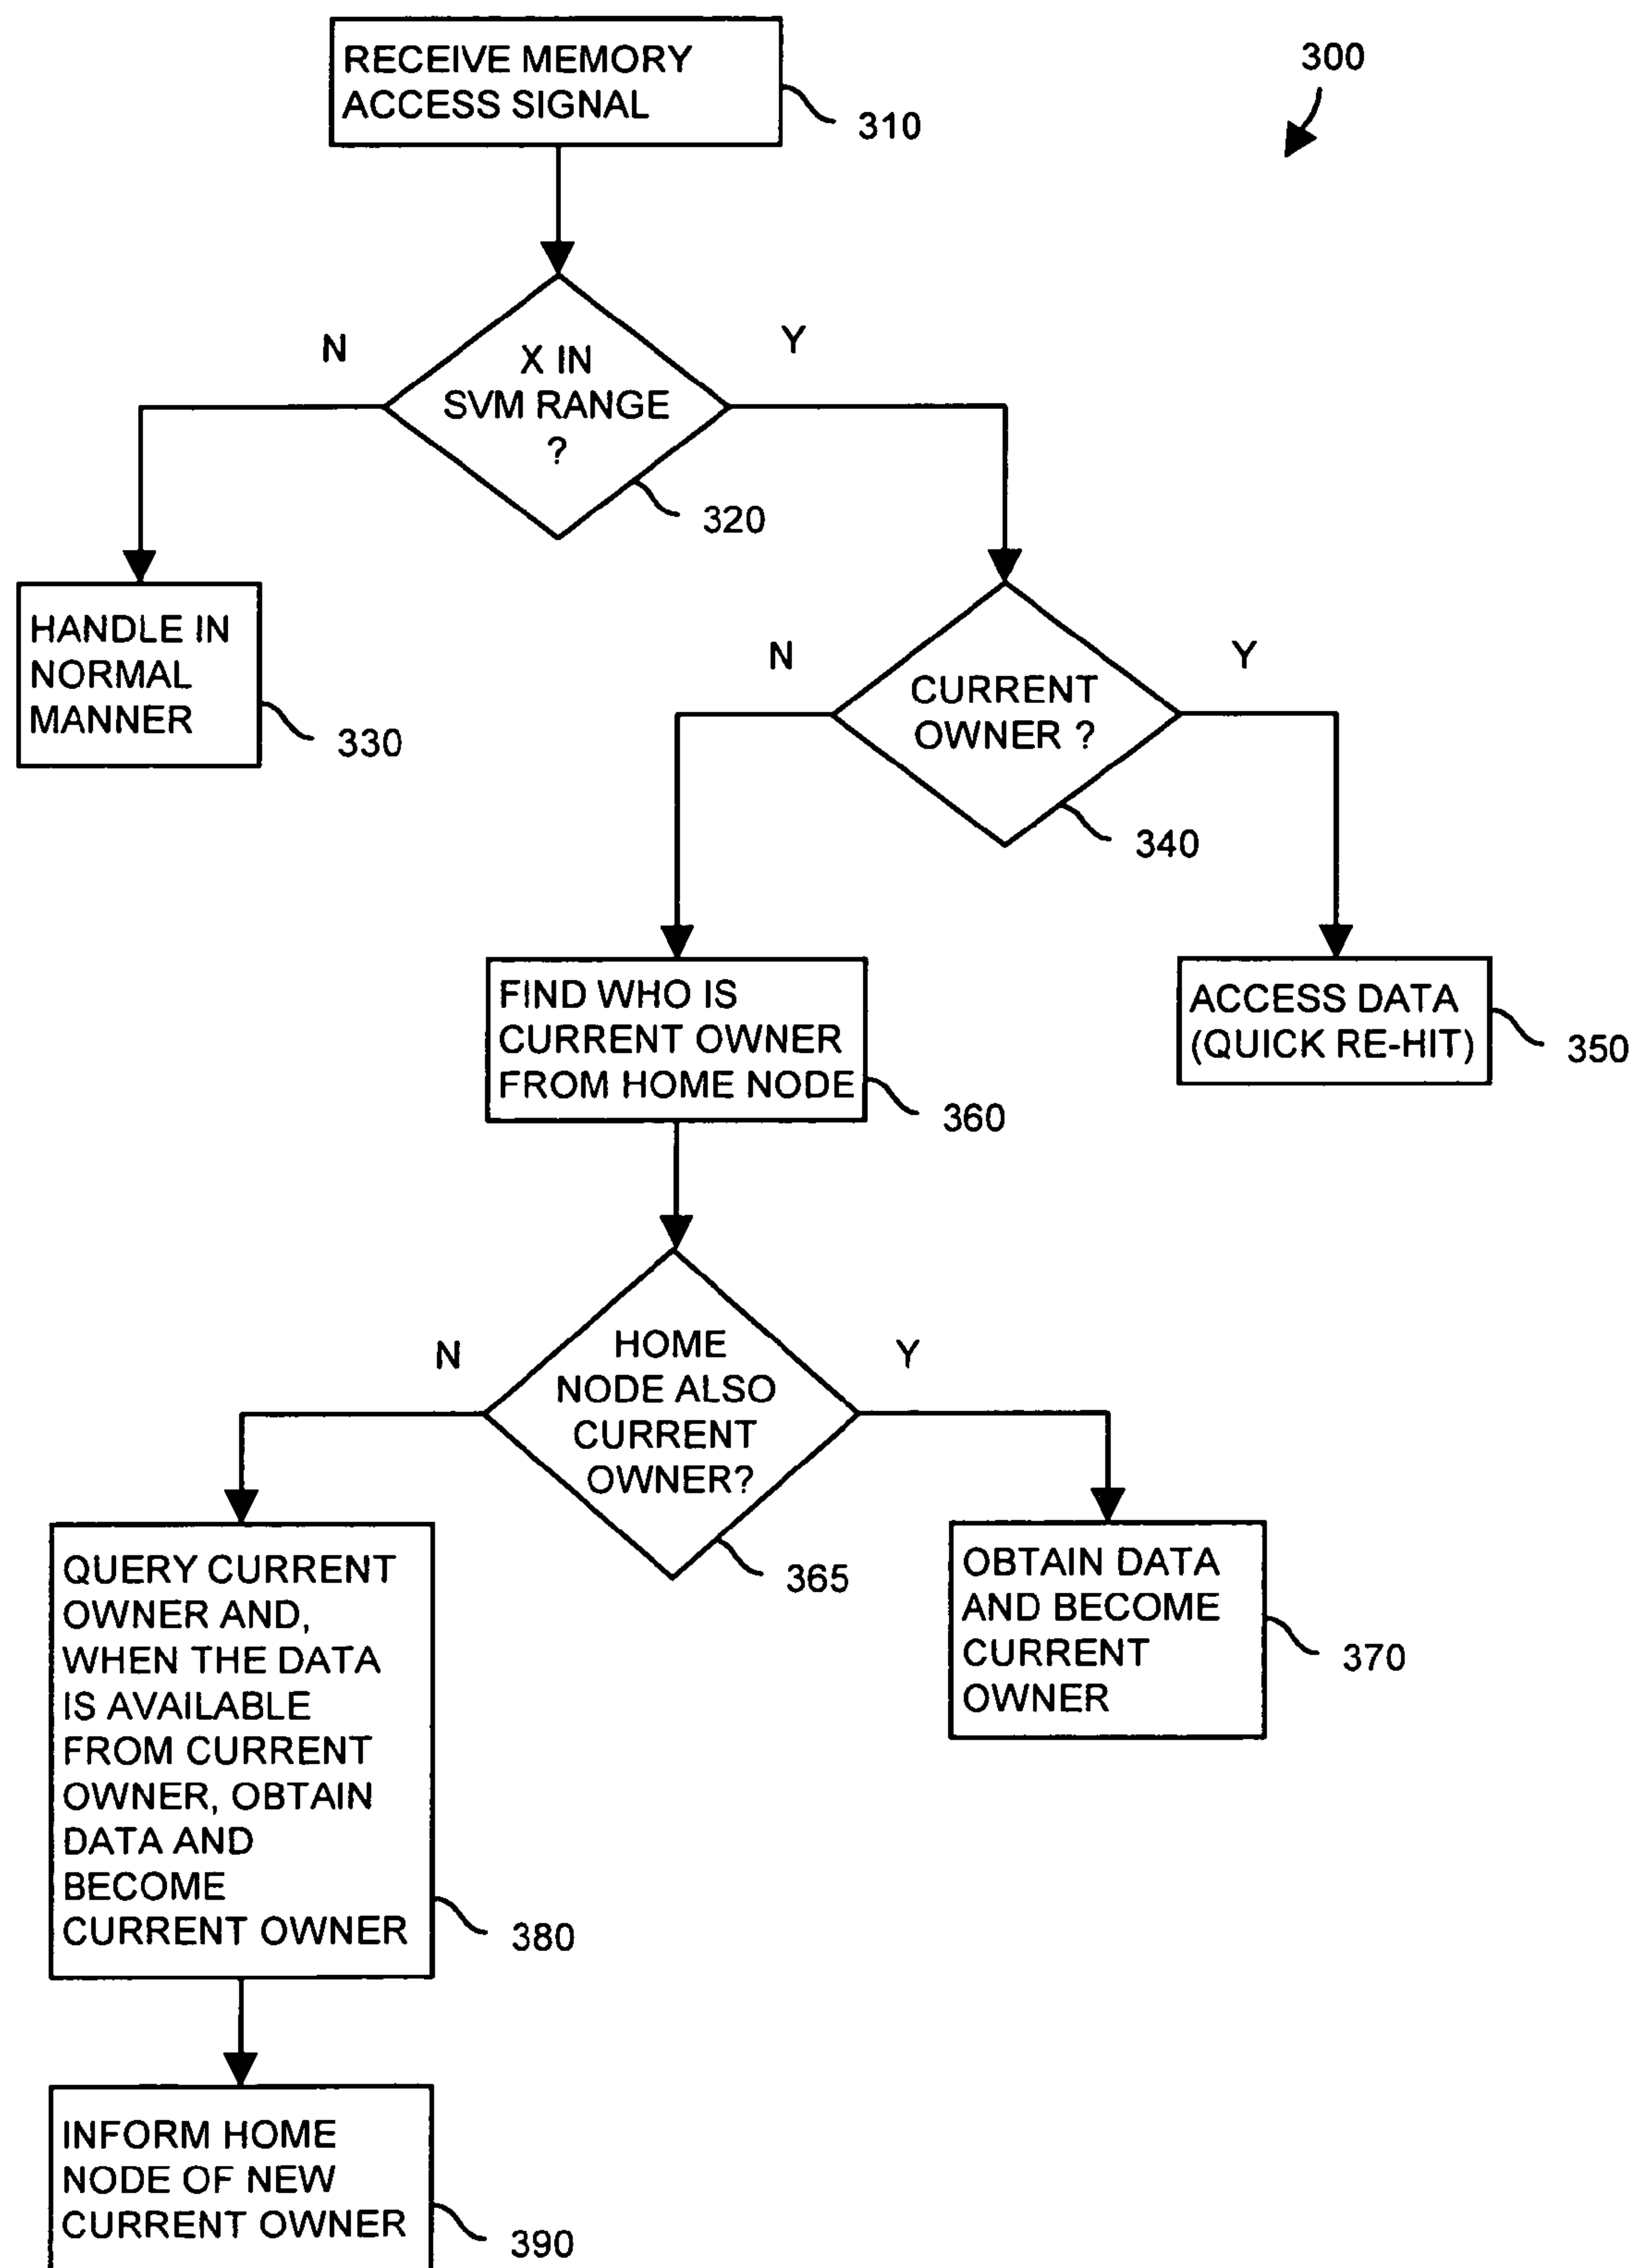 RECEIVE MEMORY
ACCESS SIGNAL
310
300
N
Y
X IN
SVM RANGE
?
320
HANDLE IN
NORMAL
MANNER
330
N
Y
CURRENT
OWNER ?
340
FIND WHO IS
CURRENT OWNER
FROM HOME NODE
360
ACCESS DATA
(QUICK RE-HIT)
350
N
Y
HOME
NODE ALSO
CURRENT
OWNER?
365
QUERY CURRENT
OWNER AND,
WHEN THE DATA
IS AVAILABLE
FROM CURRENT
OWNER, OBTAIN
DATA AND
BECOME
CURRENT OWNER
380
OBTAIN DATA
AND BECOME
CURRENT
OWNER
370
INFORM HOME
NODE OF NEW
CURRENT OWNER
390